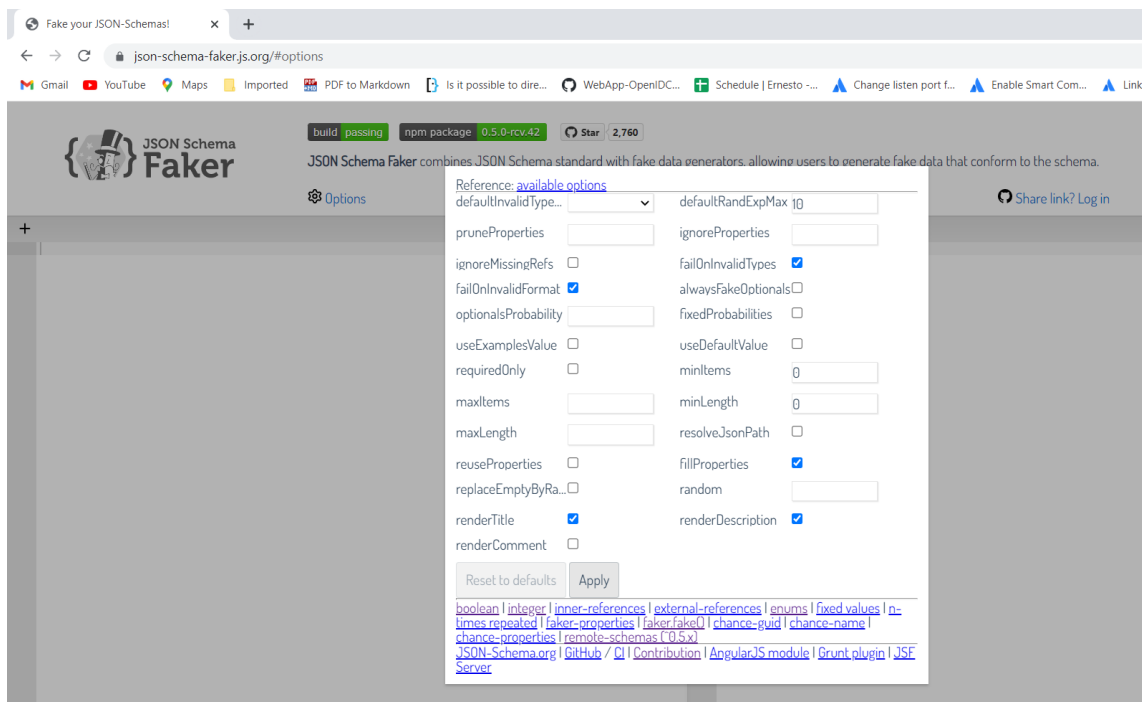 Fake your JSON-Schemas!
json-schema-faker.js.org/#options
Gmail YouTube Maps Imported PDF to Markdown Is it possible to dire... WebApp-OpenIDC... Schedule | Ernesto -... Change listen port f... Enable Smart Com... Link
build passing npm package 0.5.0-rcv.42 Star 2,760
JSON Schema
Faker
JSON Schema Faker combines JSON Schema standard with fake data generators, allowing users to generate fake data that conform to the schema.
Options
Share link? Log in
Reference: available options
defaultInvalidType... defaultRandExpMax 10
pruneProperties ignoreProperties
ignoreMissingRefs failOnInvalidTypes
failOnInvalidFormat alwaysFakeOptionals
optionalsProbability fixedProbabilities
useExamplesValue useDefaultValue
requiredOnly minItems 0
maxItems minLength 0
maxLength resolveJsonPath
reuseProperties fillProperties
replaceEmptyByRa... random
renderTitle renderDescription
renderComment
Reset to defaults Apply
boolean | integer | inner-references | external-references | enums | fixed values | n-
times repeated | faker-properties | faker.fake() | chance-guid | chance-name |
chance-properties | remote-schemas (^0.5.x)
JSON-Schema.org | GitHub / CI | Contribution | AngularJS module | Grunt plugin | JSF
Server